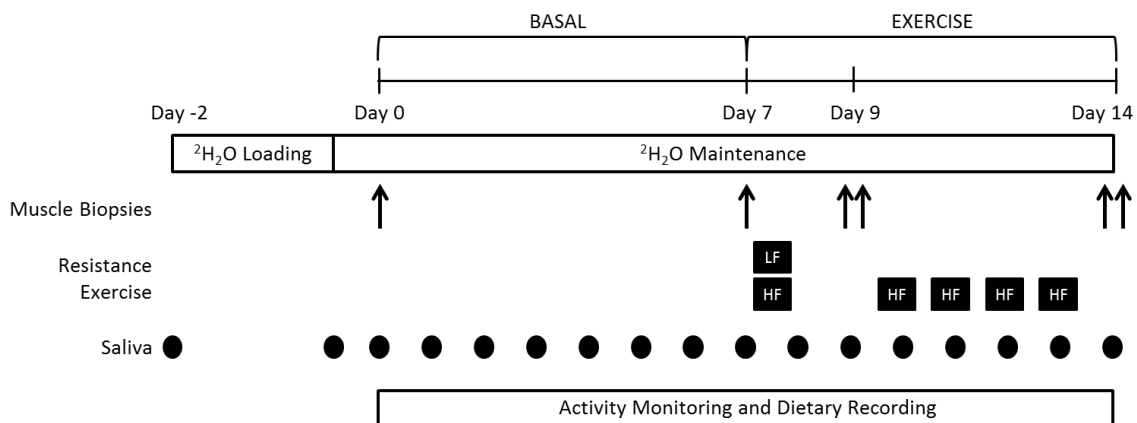 BASAL EXERCISE
Day -2 Day 0 Day 7 Day 9 Day 14
²H₂O Loading ²H₂O Maintenance
Muscle Biopsies
Resistance LF
Exercise HF HF HF HF HF
Saliva
Activity Monitoring and Dietary Recording